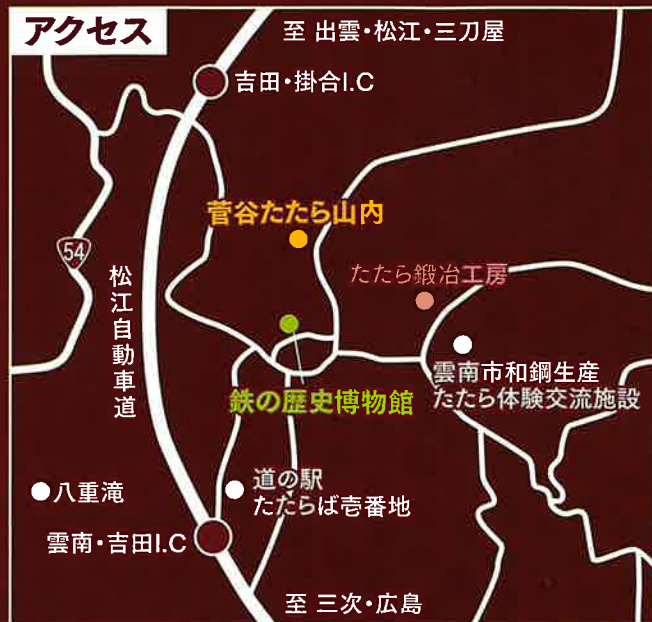 アクセス
至 出雲・松江・三刀屋
吉田・掛合I.C
菅谷たたら山内
54
たたら鍛冶工房
松江自動車道
雲南市和鋼生産
たたら体験交流施設
鉄の歴史博物館
道の駅
たたらば壱番地
八重滝
雲南・吉田I.C
至 三次・広島